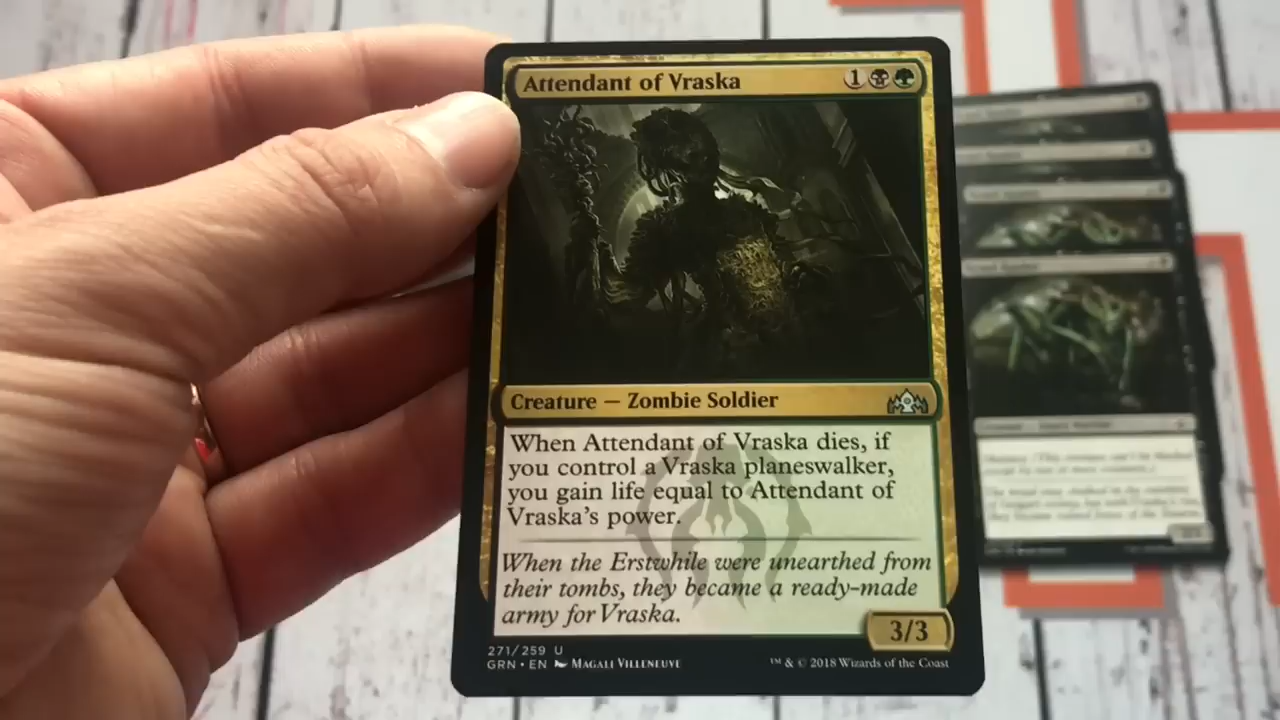 Attendant of Vraska 1
Creature — Zombie Soldier
When Attendant of Vraska dies, if
you control a Vraska planeswalker,
you gain life equal to Attendant of
Vraska's power.
When the Erstwhile were unearthed from
their tombs, they became a ready-made
army for Vraska.
3/3
271/259 U
GRN • EN MAGALI VILLENEUVE
™ & © 2018 Wizards of the Coast